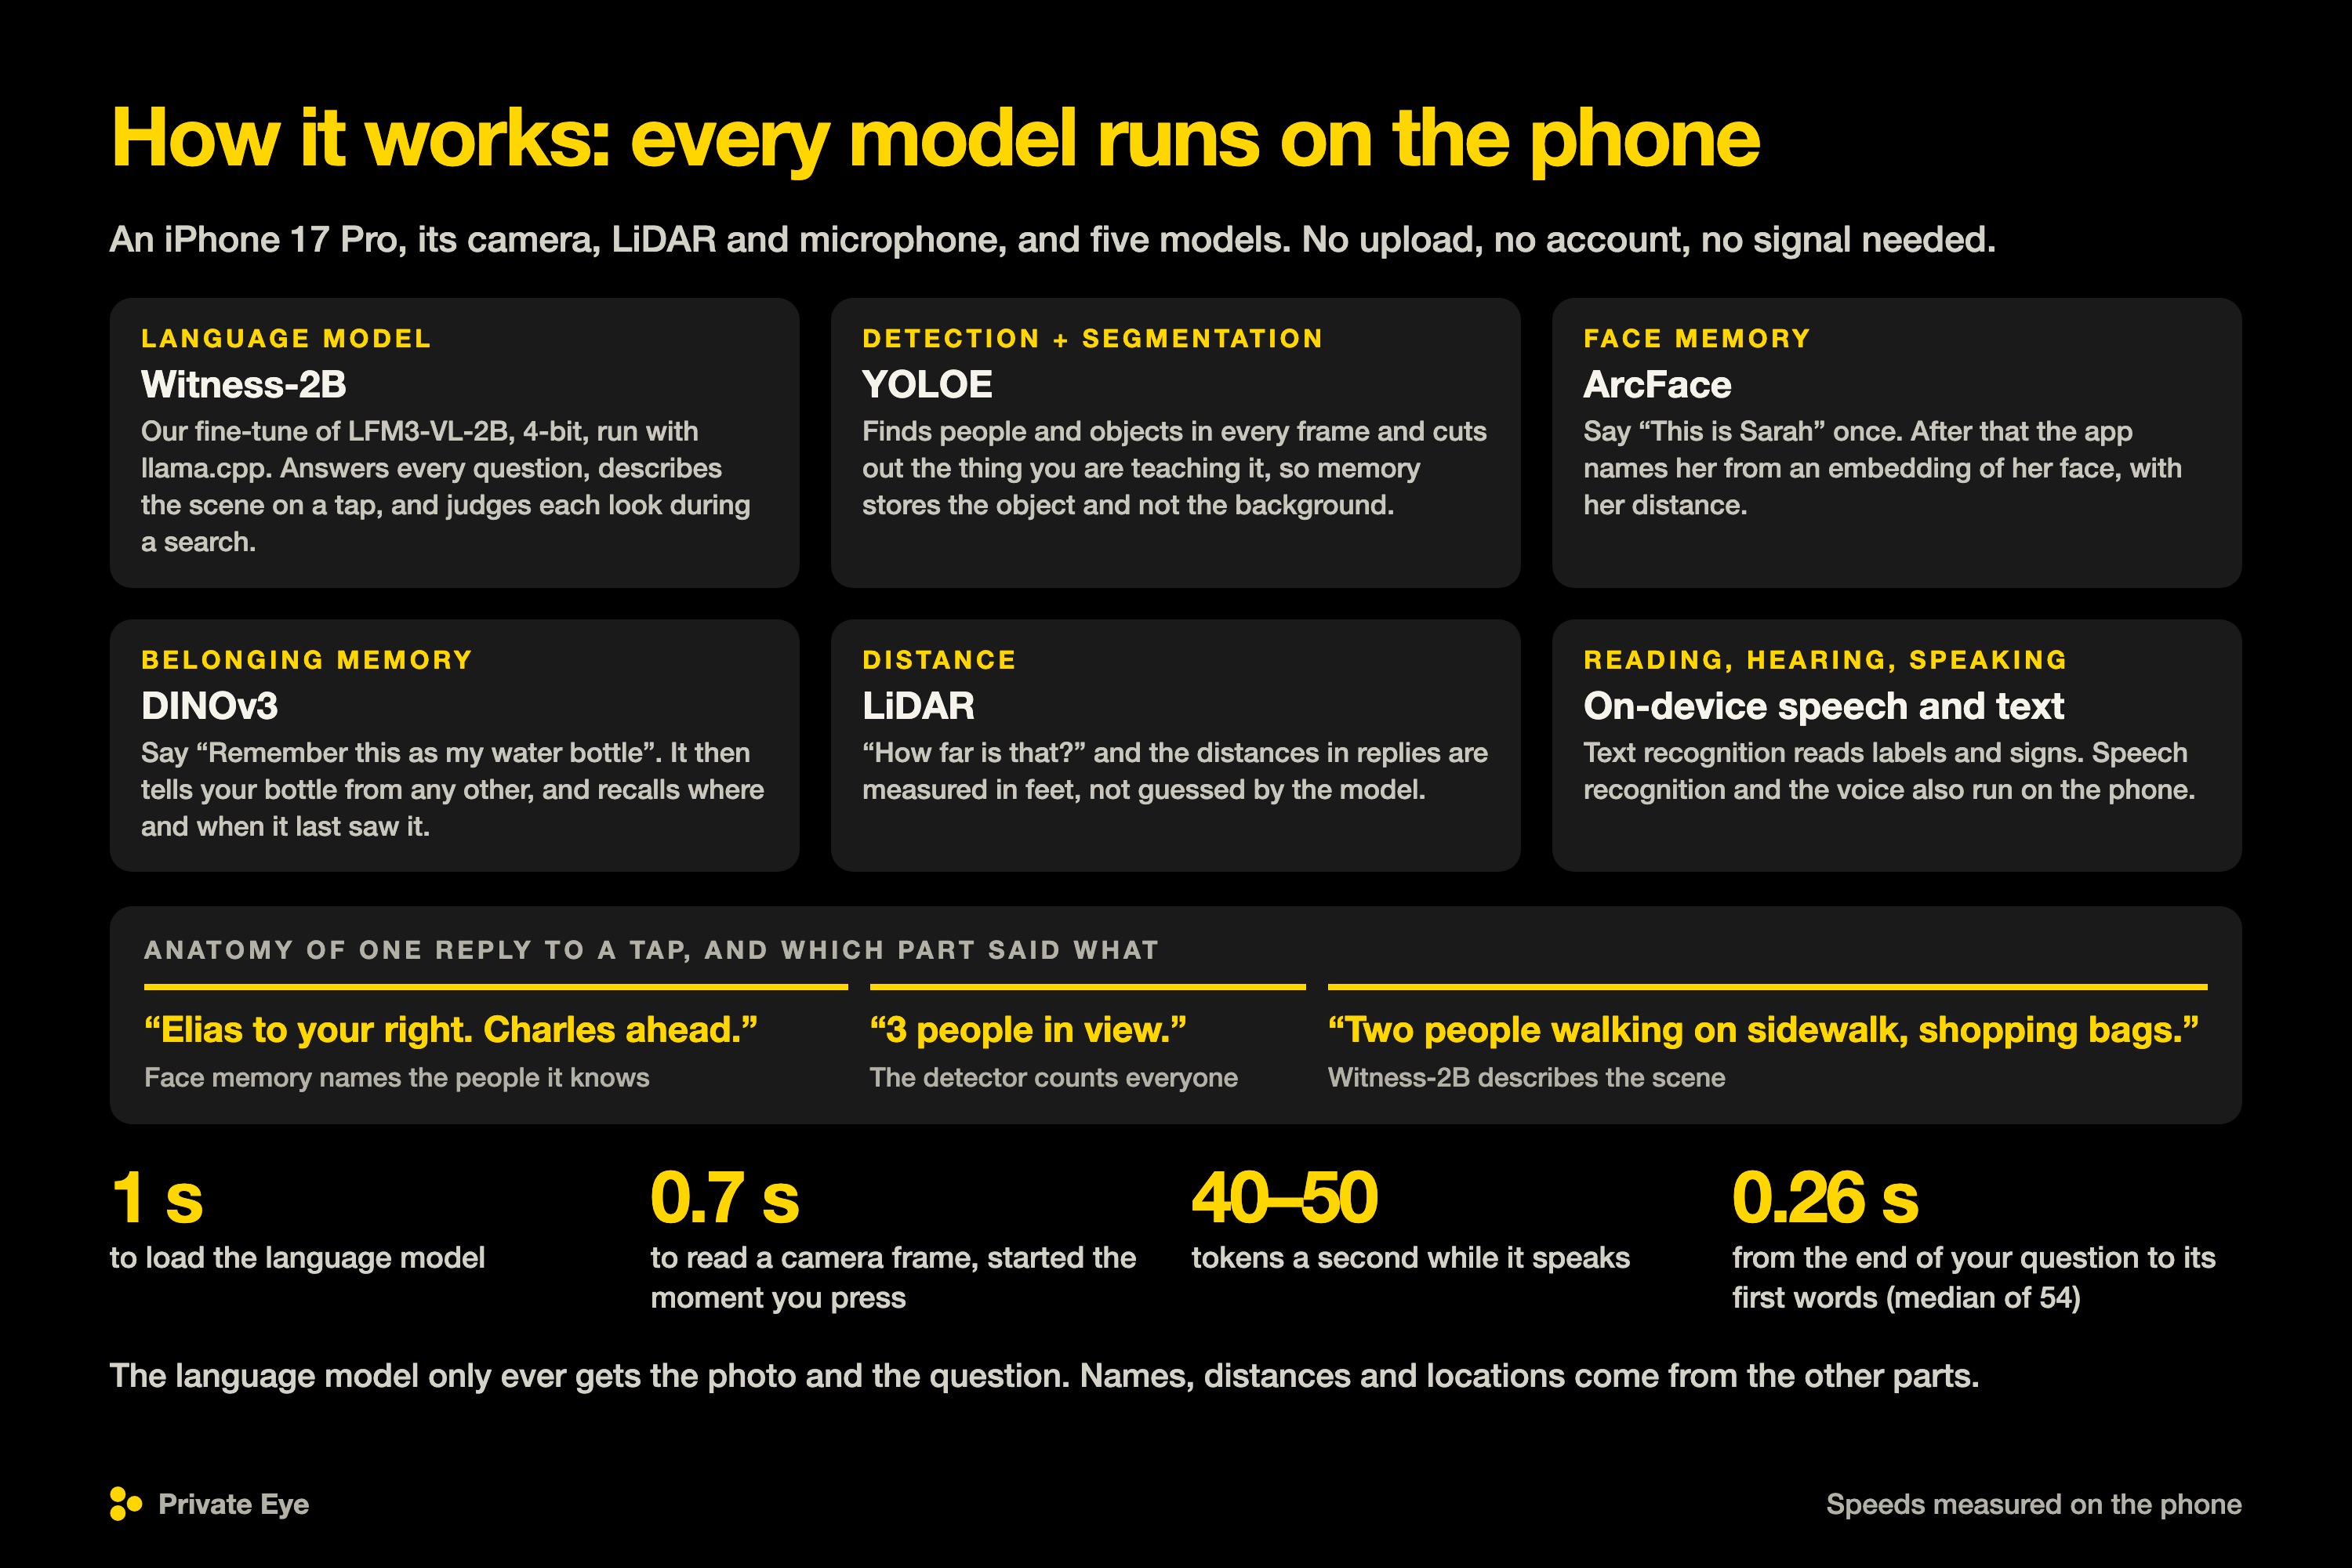 How it works: every model runs on the phone
An iPhone 17 Pro, its camera, LiDAR and microphone, and five models. No upload, no account, no signal needed.
LANGUAGE MODEL
Witness-2B
Our fine-tune of LFM3-VL-2B, 4-bit, run with
llama.cpp. Answers every question, describes
the scene on a tap, and judges each look during
a search.
DETECTION + SEGMENTATION
YOLOE
Finds people and objects in every frame and cuts
out the thing you are teaching it, so memory
stores the object and not the background.
FACE MEMORY
ArcFace
Say “This is Sarah” once. After that the app
names her from an embedding of her face, with
her distance.
BELONGING MEMORY
DINOv3
Say “Remember this as my water bottle”. It then
tells your bottle from any other, and recalls where
and when it last saw it.
DISTANCE
LiDAR
“How far is that?” and the distances in replies are
measured in feet, not guessed by the model.
READING, HEARING, SPEAKING
On-device speech and text
Text recognition reads labels and signs. Speech
recognition and the voice also run on the phone.
ANATOMY OF ONE REPLY TO A TAP, AND WHICH PART SAID WHAT
“Elias to your right. Charles ahead.”
Face memory names the people it knows
“3 people in view.”
The detector counts everyone
“Two people walking on sidewalk, shopping bags.”
Witness-2B describes the scene
1 s
to load the language model
0.7 s
to read a camera frame, started the
moment you press
40–50
tokens a second while it speaks
0.26 s
from the end of your question to its
first words (median of 54)
The language model only ever gets the photo and the question. Names, distances and locations come from the other parts.
Private Eye
Speeds measured on the phone